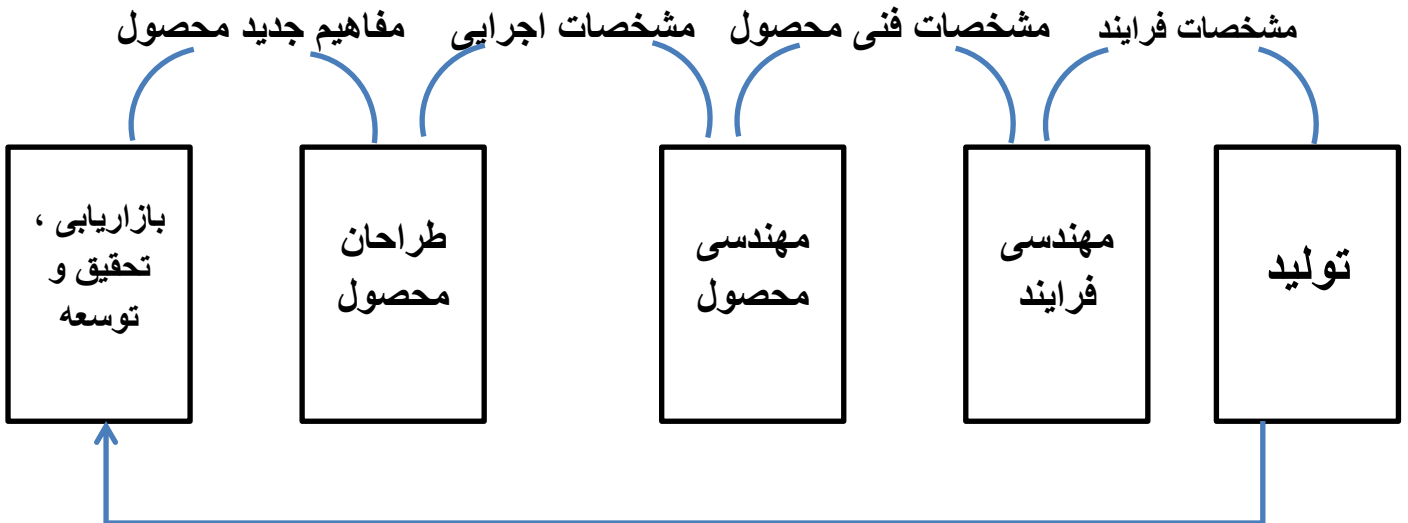 مفاهیم جدید محصول
مشخصات اجرایی
مشخصات فنی محصول
مشخصات فرایند
بازاریابی ،
تحقیق و
توسعه
طراحان
محصول
مهندسی
محصول
مهندسی
فرایند
تولید